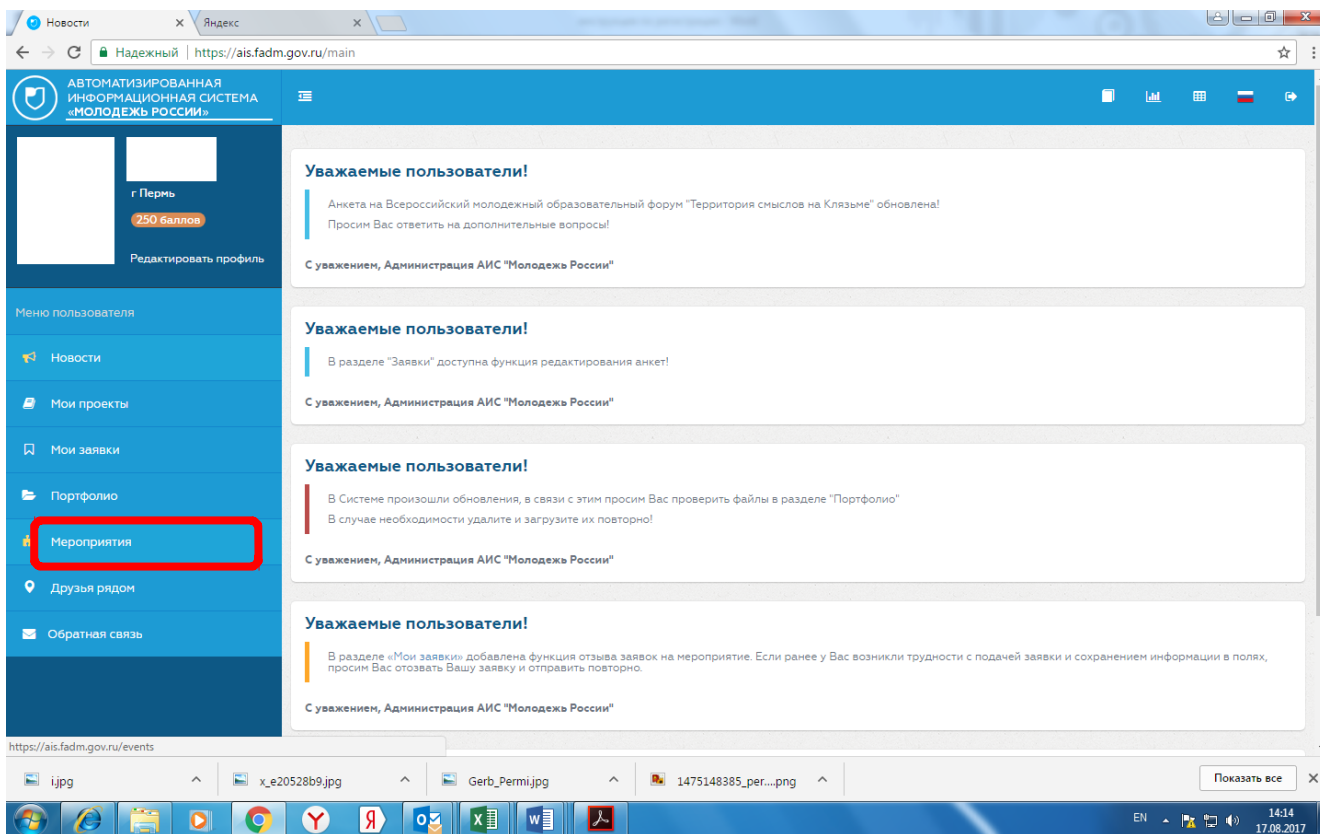 Новости
Яндекс
Надежный | https://ais.fadm.gov.ru/main
АВТОМАТИЗИРОВАННАЯ
ИНФОРМАЦИОННАЯ СИСТЕМА
«МОЛОДЕЖЬ РОССИИ»
г Пермь
250 баллов
Редактировать профиль
Меню пользователя
Новости
Мои проекты
Мои заявки
Портфолио
Мероприятия
Друзья рядом
Обратная связь
Уважаемые пользователи!
Анкета на Всероссийский молодежный образовательный форум "Территория смыслов на Клязьме" обновлена!
Просим Вас ответить на дополнительные вопросы!
С уважением, Администрация АИС "Молодежь России"
Уважаемые пользователи!
В разделе "Заявки" доступна функция редактирования анкет!
С уважением, Администрация АИС "Молодежь России"
Уважаемые пользователи!
В Системе произошли обновления, в связи с этим просим Вас проверить файлы в разделе "Портфолио"
В случае необходимости удалите и загрузите их повторно!
С уважением, Администрация АИС "Молодежь России"
Уважаемые пользователи!
В разделе «Мои заявки» добавлена функция отзыва заявок на мероприятие. Если ранее у Вас возникли трудности с подачей заявки и сохранением информации в полях,
просим Вас отозвать Вашу заявку и отправить повторно.
С уважением, Администрация АИС "Молодежь России"
https://ais.fadm.gov.ru/events
i.jpg
x_e20528b9.jpg
Gerb_Permi.jpg
1475148385_per....png
Показать все
EN
14:14
17.08.2017